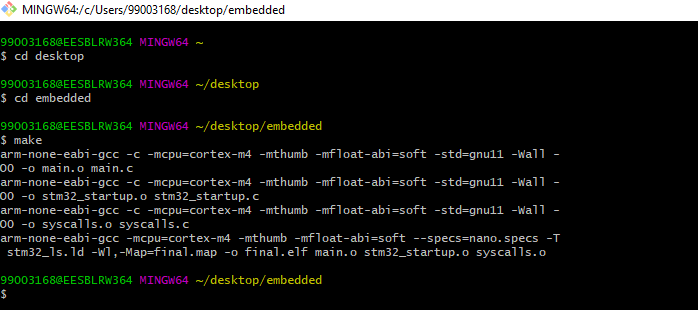 MINGW64:/c/Users/99003168/desktop/embedded
99003168@EESBLRW364 MINGW64 ~
$ cd desktop
99003168@EESBLRW364 MINGW64 ~/desktop
$ cd embedded
99003168@EESBLRW364 MINGW64 ~/desktop/embedded
$ make
arm-none-eabi-gcc -c -mcpu=cortex-m4 -mthumb -mfloat-abi=soft -std=gnu11 -Wall -
O0 -o main.o main.c
arm-none-eabi-gcc -c -mcpu=cortex-m4 -mthumb -mfloat-abi=soft -std=gnu11 -Wall -
O0 -o stm32_startup.o stm32_startup.c
arm-none-eabi-gcc -c -mcpu=cortex-m4 -mthumb -mfloat-abi=soft -std=gnu11 -Wall -
O0 -o syscalls.o syscalls.c
arm-none-eabi-gcc -mcpu=cortex-m4 -mthumb -mfloat-abi=soft --specs=nano.specs -T
 stm32_ls.ld -Wl,-Map=final.map -o final.elf main.o stm32_startup.o syscalls.o
99003168@EESBLRW364 MINGW64 ~/desktop/embedded
$